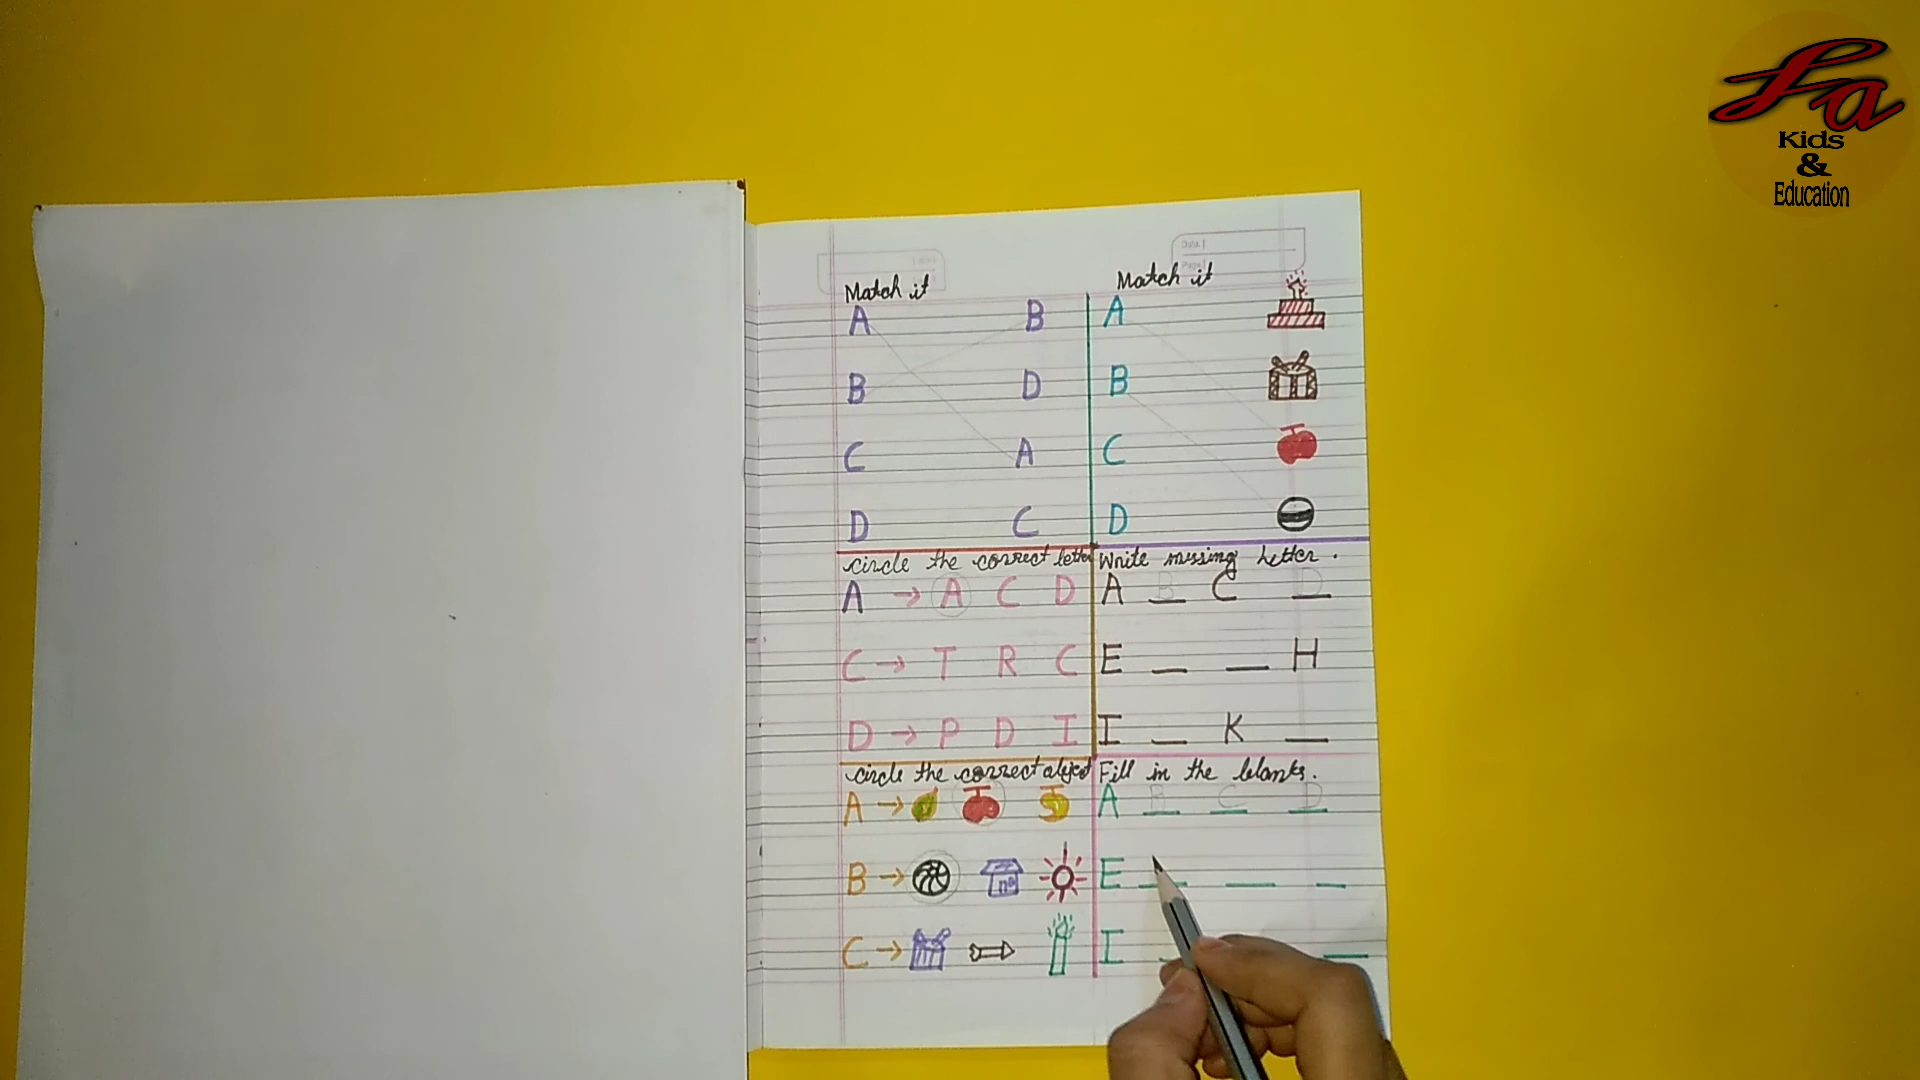 La
Kids
&
Education
Match it
A B
B D
C A
D C
Match it
A
B
C
D
circle the correct letter
A → A C D
C → T R C
D → P D I
Write missing letter.
A B C D
E _ _ H
I _ K _
circle the correct object
A →
B →
C →
Fill in the blanks.
A B C D
E _ _ _
I _ _